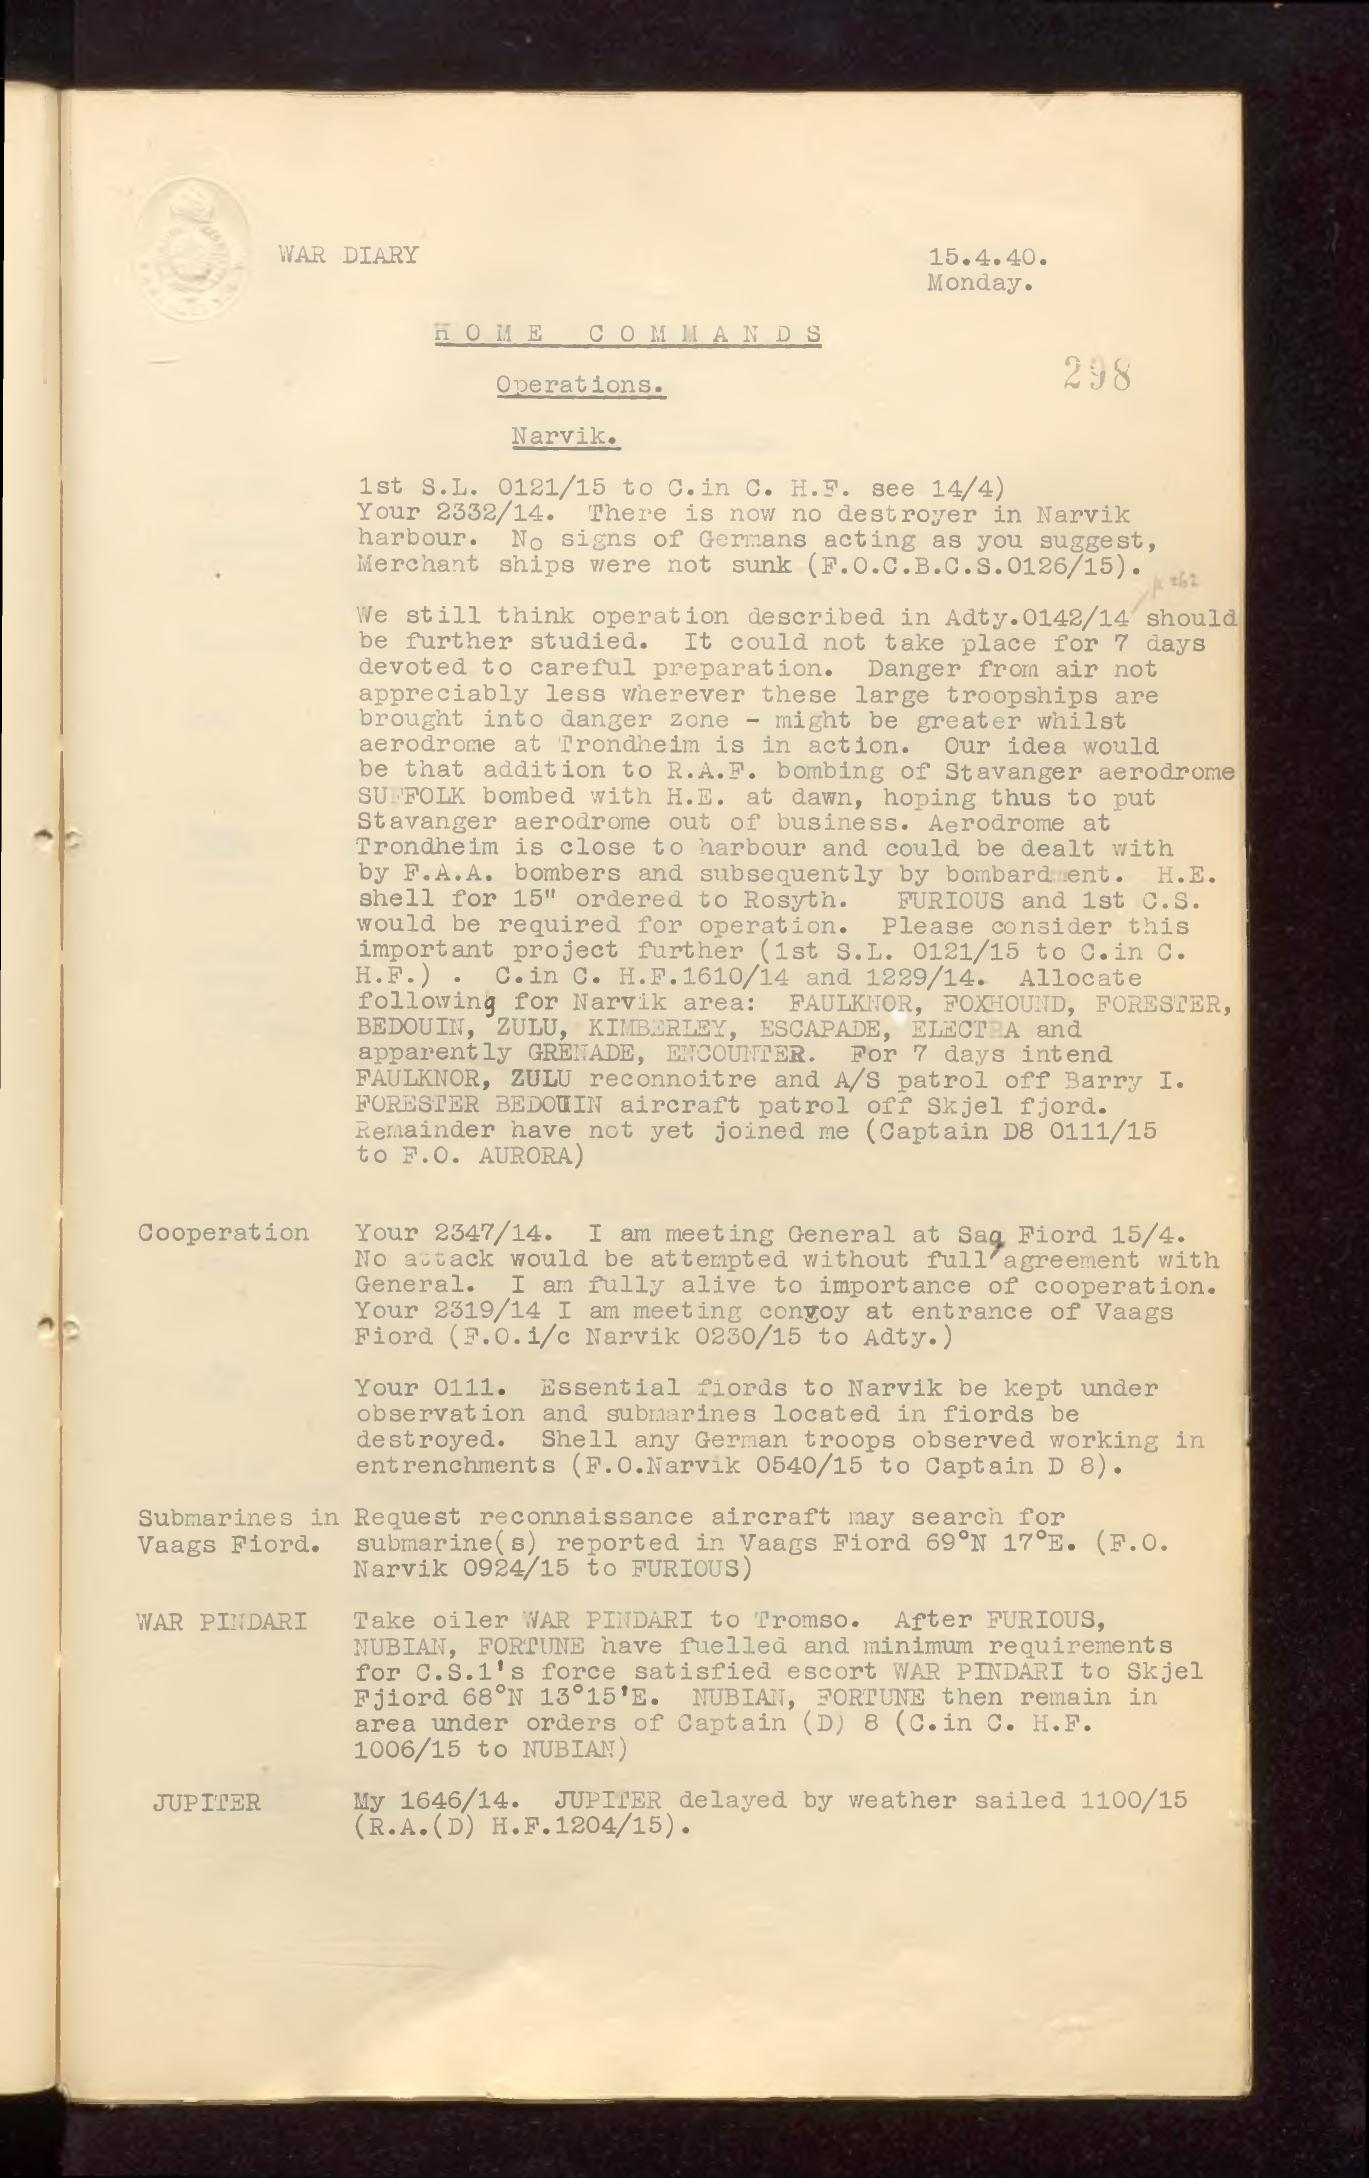 WAR DIARY
15.4.40.
Monday.
HOME COMMANDS
298
Operations.
Narvik.
1st S.L. 0121/15 to C.in C. H.F. see 14/4)
Your 2332/14. There is now no destroyer in Narvik
harbour. No signs of Germans acting as you suggest,
Merchant ships were not sunk (F.O.C.B.C.S.0126/15).
We still think operation described in Adty.0142/14 should
be further studied. It could not take place for 7 days
devoted to careful preparation. Danger from air not
appreciably less wherever these large troopships are
brought into danger zone - might be greater whilst
aerodrome at Trondheim is in action. Our idea would
be that addition to R.A.F. bombing of Stavanger aerodrome
SUFFOLK bombed with H.E. at dawn, hoping thus to put
Stavanger aerodrome out of business. Aerodrome at
Trondheim is close to harbour and could be dealt with
by F.A.A. bombers and subsequently by bombardment. H.E.
shell for 15" ordered to Rosyth. FURIOUS and 1st C.S.
would be required for operation. Please consider this
important project further (1st S.L. 0121/15 to C.in C.
H.F.) . C.in C. H.F.1610/14 and 1229/14. Allocate
following for Narvik area: FAULKNOR, FOXHOUND, FORESTER,
BEDOUIN, ZULU, KIMBERLEY, ESCAPADE, ELECTRA and
apparently GRENADE, ENCOUNTER. For 7 days intend
FAULKNOR, ZULU reconnoitre and A/S patrol off Barry I.
FORESTER BEDOUIN aircraft patrol off Skjel fjord.
Remainder have not yet joined me (Captain D8 0111/15
to F.O. AURORA)
Cooperation Your 2347/14. I am meeting General at Sag Fiord 15/4.
No attack would be attempted without full agreement with
General. I am fully alive to importance of cooperation.
Your 2319/14 I am meeting convoy at entrance of Vaags
Fiord (F.O.i/c Narvik 0230/15 to Adty.)
Your 0111. Essential fiords to Narvik be kept under
observation and submarines located in fiords be
destroyed. Shell any German troops observed working in
entrenchments (F.O.Narvik 0540/15 to Captain D 8).
Submarines in Request reconnaissance aircraft may search for
Vaags Fiord. submarine(s) reported in Vaags Fiord 69°N 17°E. (F.O.
Narvik 0924/15 to FURIOUS)
WAR PINDARI Take oiler WAR PINDARI to Tromso. After FURIOUS,
NUBIAN, FORTUNE have fuelled and minimum requirements
for C.S.1's force satisfied escort WAR PINDARI to Skjel
Fjiord 68°N 13°15'E. NUBIAN, FORTUNE then remain in
area under orders of Captain (D) 8 (C.in C. H.F.
1006/15 to NUBIAN)
JUPITER My 1646/14. JUPITER delayed by weather sailed 1100/15
(R.A.(D) H.F.1204/15).